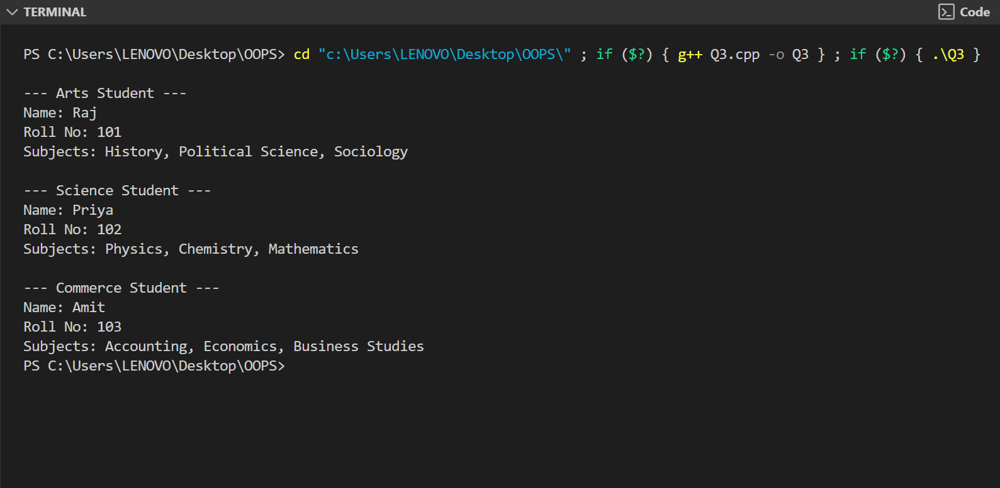 TERMINAL
Code
PS C:\Users\LENOVO\Desktop\OOPS> cd "c:\Users\LENOVO\Desktop\OOPS\" ; if ($?) { g++ Q3.cpp -o Q3 } ; if ($?) { .\Q3 }
--- Arts Student ---
Name: Raj
Roll No: 101
Subjects: History, Political Science, Sociology
--- Science Student ---
Name: Priya
Roll No: 102
Subjects: Physics, Chemistry, Mathematics
--- Commerce Student ---
Name: Amit
Roll No: 103
Subjects: Accounting, Economics, Business Studies
PS C:\Users\LENOVO\Desktop\OOPS>